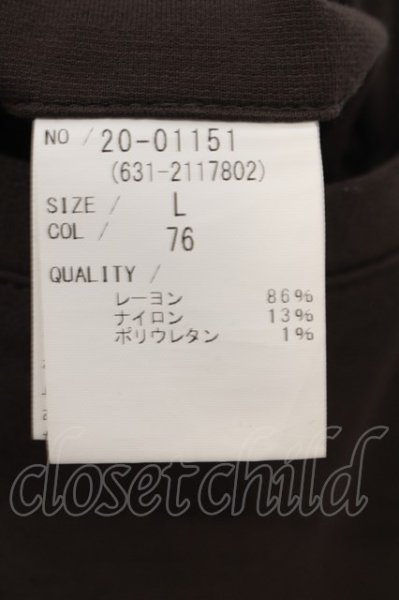 NO / 20-01151
(631-2117802)
SIZE / L
COL / 76
QUALITY /
レーヨン 86%
ナイロン 13%
ポリウレタン 1%
closetchild